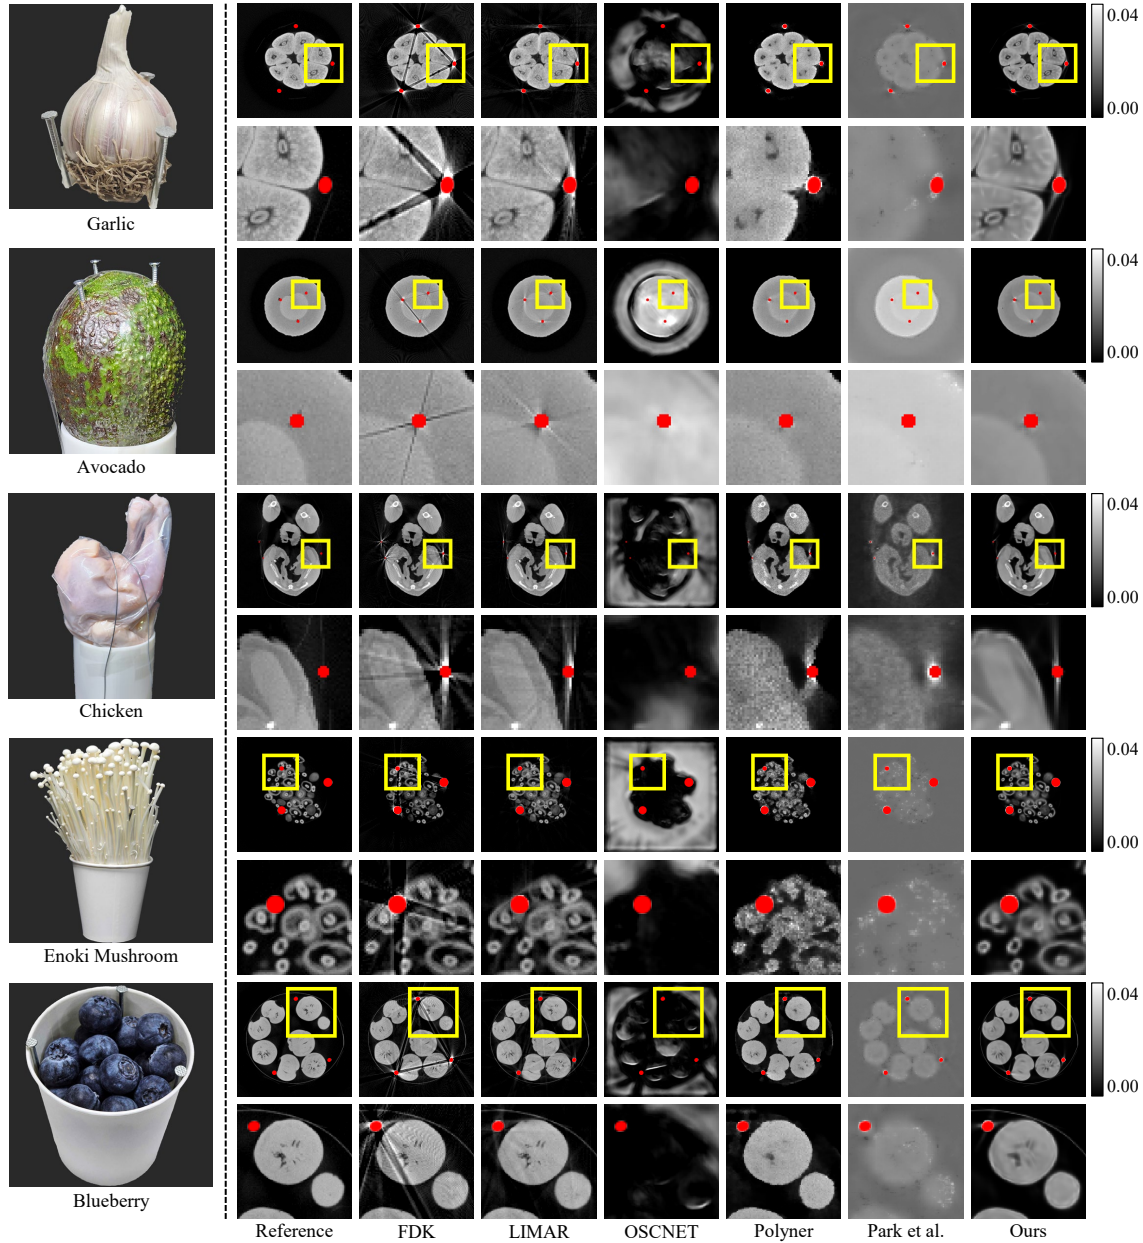 0.04
0.00
Garlic
0.04
0.00
Avocado
0.04
0.00
Chicken
0.04
0.00
Enoki Mushroom
0.04
0.00
Blueberry
Reference FDK LIMAR OSCNET Polyner Park et al. Ours